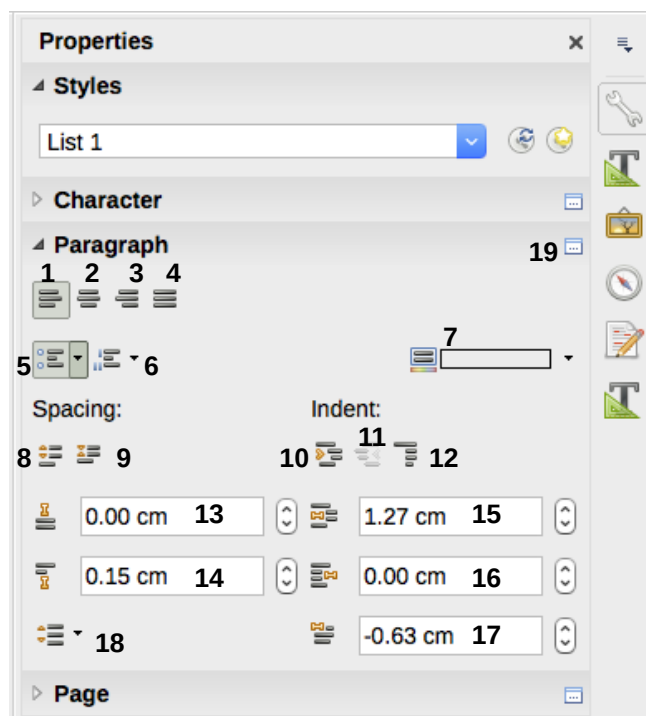 Properties
Styles
List 1
Character
Paragraph
19
1 2 3 4
5 6 7
Spacing: Indent:
8 9 10 11 12
0.00 cm 13 1.27 cm 15
0.15 cm 14 0.00 cm 16
18 -0.63 cm 17
Page